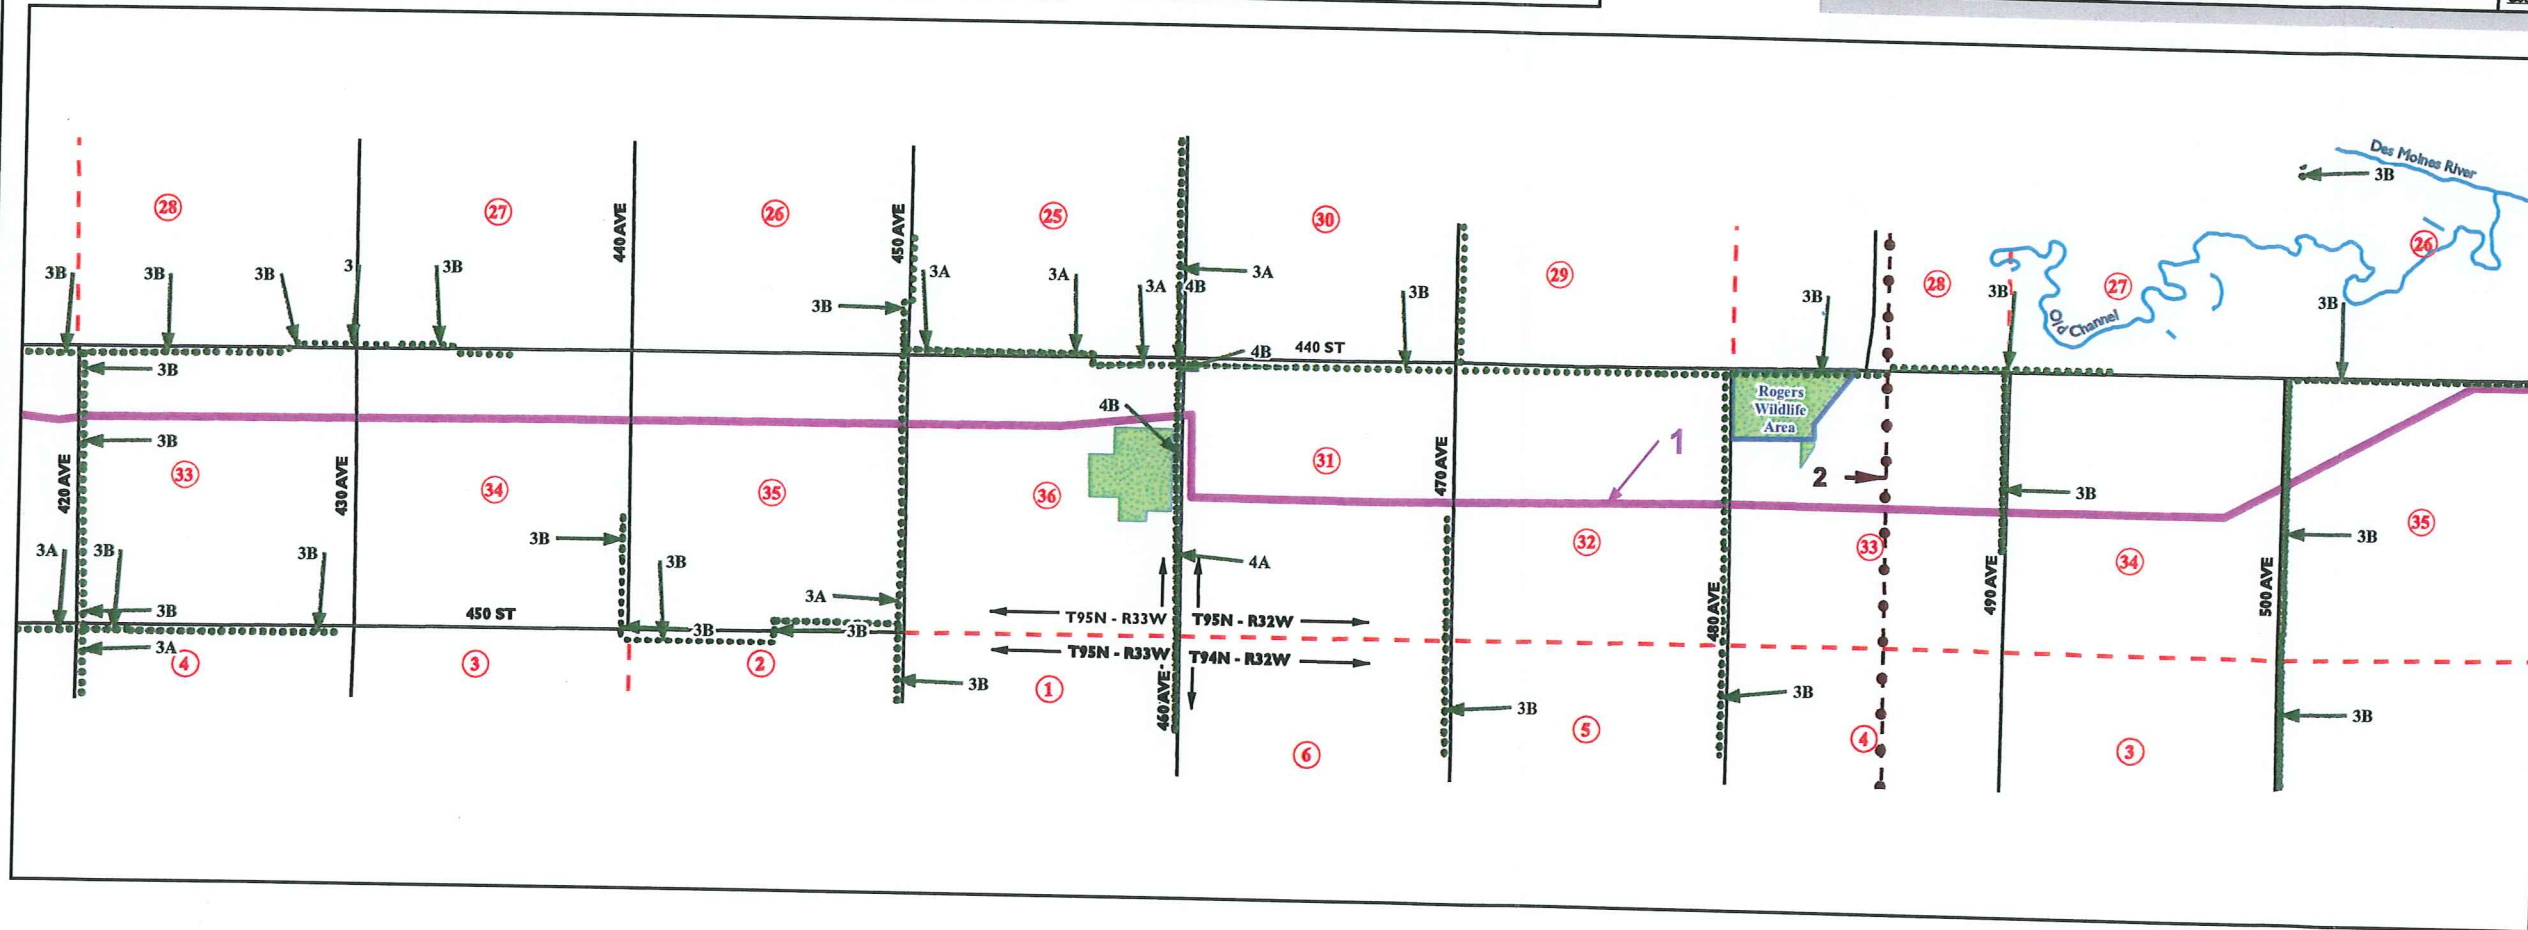 Des Moines River
3B
28
27
26
25
30
29
28
27
26
440 AVE
450 AVE
3B
3B
3B
3
3B
3B
3A
3A
3A
4B
3A
3B
3B
3B
3B
Old Channel
4B
440 ST
3B
3B
4B
Rogers
Wildlife
Area
1
2
420 AVE
33
430 AVE
34
35
36
31
470 AVE
32
33
3B
34
35
3B
3A
3B
3B
3B
3B
3A
4A
480 AVE
490 AVE
500 AVE
3B
450 ST
3B
3B
T95N - R33W
T95N - R32W
T95N - R33W
T94N - R32W
3A
4
3
2
3B
1
460 AVE
3B
3B
3B
6
5
4
3